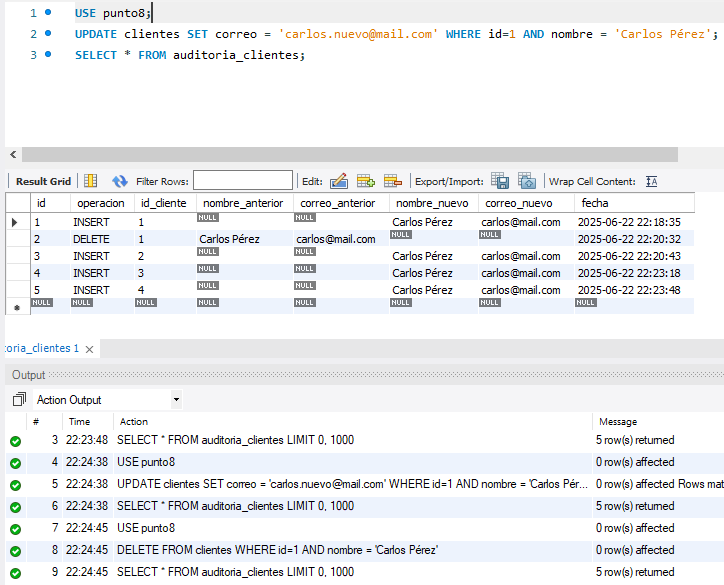 1 USE punto8;
2 UPDATE clientes SET correo = 'carlos.nuevo@mail.com' WHERE id=1 AND nombre = 'Carlos Pérez';
3 SELECT * FROM auditoria_clientes;
Result Grid Filter Rows: Edit: Export/Import: Wrap Cell Content:
id operacion id_cliente nombre_anterior correo_anterior nombre_nuevo correo_nuevo fecha
1 INSERT 1 NULL NULL Carlos Pérez carlos@mail.com 2025-06-22 22:18:35
2 DELETE 1 Carlos Pérez carlos@mail.com NULL NULL 2025-06-22 22:20:32
3 INSERT 2 NULL NULL Carlos Pérez carlos@mail.com 2025-06-22 22:20:43
4 INSERT 3 NULL NULL Carlos Pérez carlos@mail.com 2025-06-22 22:23:18
5 INSERT 4 NULL NULL Carlos Pérez carlos@mail.com 2025-06-22 22:23:48
NULL NULL NULL NULL NULL NULL NULL NULL
toria_clientes 1
Output
Action Output
# Time Action Message
3 22:23:48 SELECT * FROM auditoria_clientes LIMIT 0, 1000 5 row(s) returned
4 22:24:38 USE punto8 0 row(s) affected
5 22:24:38 UPDATE clientes SET correo = 'carlos.nuevo@mail.com' WHERE id=1 AND nombre = 'Carlos Pér... 0 row(s) affected Rows mat
6 22:24:38 SELECT * FROM auditoria_clientes LIMIT 0, 1000 5 row(s) returned
7 22:24:45 USE punto8 0 row(s) affected
8 22:24:45 DELETE FROM clientes WHERE id=1 AND nombre = 'Carlos Pérez' 0 row(s) affected
9 22:24:45 SELECT * FROM auditoria_clientes LIMIT 0, 1000 5 row(s) returned